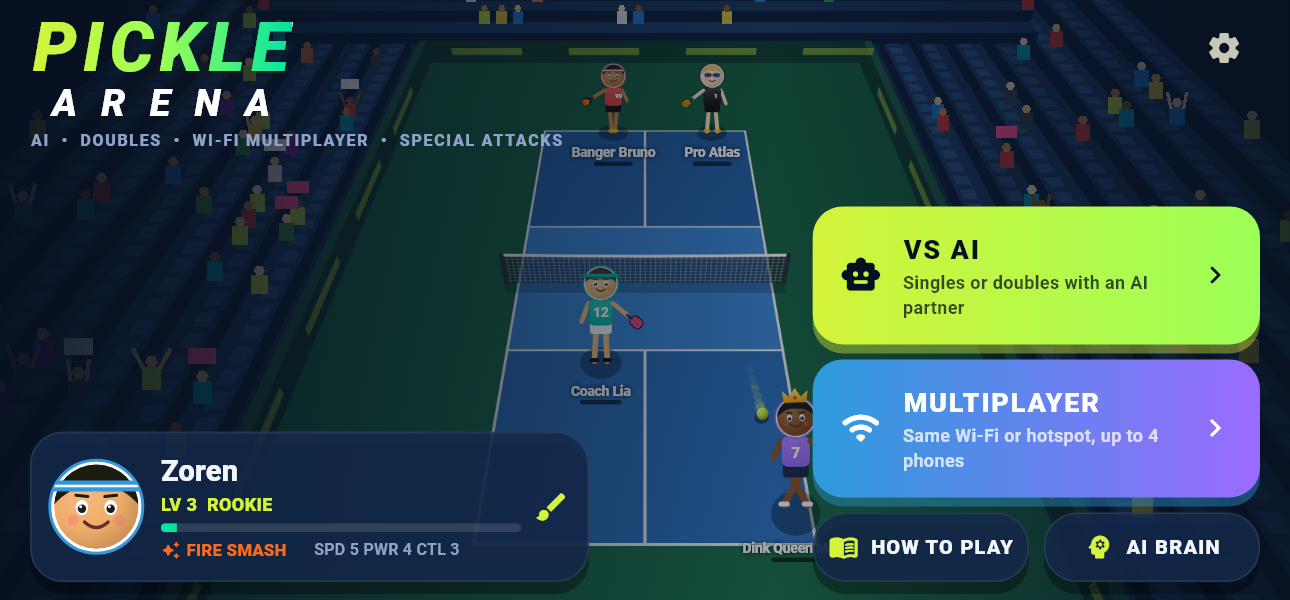 PICKLE
ARENA
AI • DOUBLES • WI-FI MULTIPLAYER • SPECIAL ATTACKS
Banger Bruno
Pro Atlas
12
Coach Lia
7
Dink Queen
VS AI
Singles or doubles with an AI
partner
MULTIPLAYER
Same Wi-Fi or hotspot, up to 4
phones
Zoren
LV 3 ROOKIE
FIRE SMASH
SPD 5 PWR 4 CTL 3
HOW TO PLAY
AI BRAIN